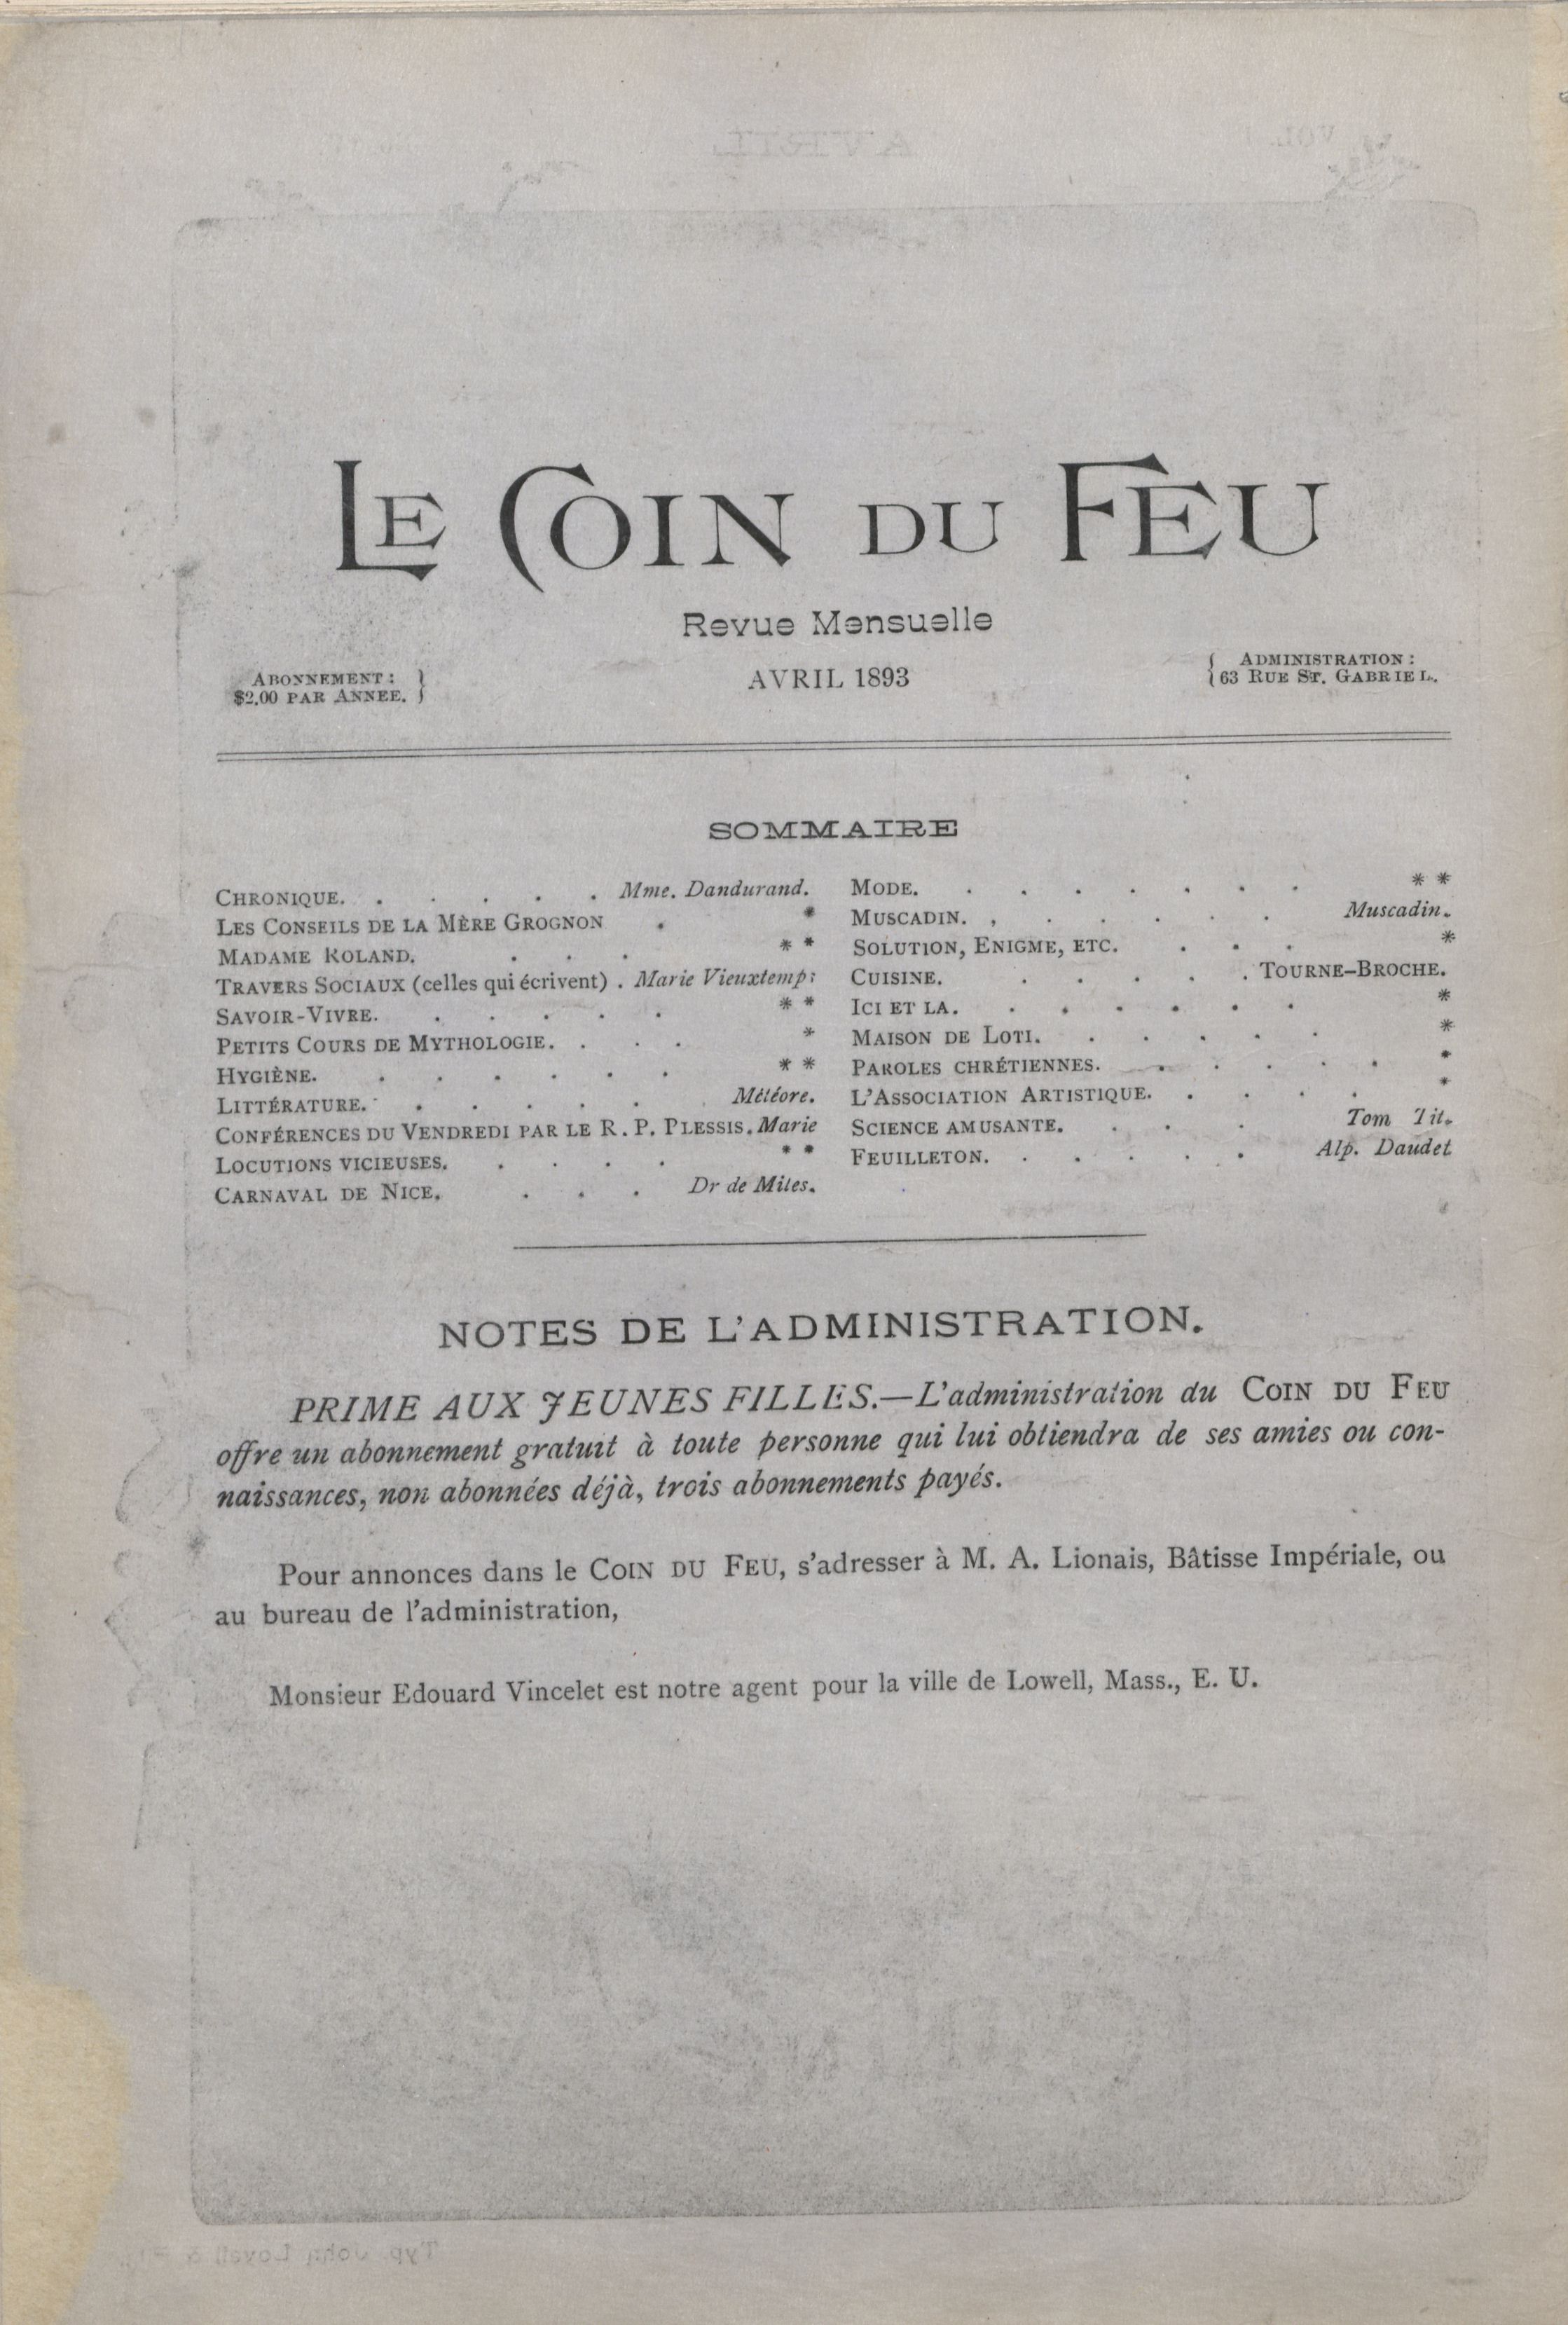 LE COIN DU FEU
Revue Mensuelle
ABONNEMENT :
$2.00 PAR ANNEE.
AVRIL 1893
ADMINISTRATION :
63 RUE ST. GABRIEL.
SOMMAIRE
CHRONIQUE. . . . . . Mme. Dandurand.
LES CONSEILS DE LA MÈRE GROGNON . *
MADAME ROLAND. . . . * *
TRAVERS SOCIAUX (celles qui écrivent) . Marie Vieuxtemps
SAVOIR-VIVRE. . . . . . * *
PETITS COURS DE MYTHOLOGIE. . . . *
HYGIÈNE. . . . . . . * *
LITTÉRATURE. . . . . . . Météore.
CONFÉRENCES DU VENDREDI PAR LE R. P. PLESSIS. Marie
LOCUTIONS VICIEUSES. . . . . * *
CARNAVAL DE NICE. . . . Dr de Miles.
MODE. . . . . . . . * *
MUSCADIN. , . . . . . Muscadin.
SOLUTION, ENIGME, ETC. . . . *
CUISINE. . . . . . TOURNE-BROCHE.
ICI ET LA. . . . . . . *
MAISON DE LOTI. . . . . . *
PAROLES CHRÉTIENNES. . . . . . *
L'ASSOCIATION ARTISTIQUE. . . . . *
SCIENCE AMUSANTE. . . . Tom Tit.
FEUILLETON. . . . . . Alp. Daudet
NOTES DE L'ADMINISTRATION.
PRIME AUX JEUNES FILLES.—L'administration du COIN DU FEU
offre un abonnement gratuit à toute personne qui lui obtiendra de ses amies ou con-
naissances, non abonnées déjà, trois abonnements payés.
Pour annonces dans le COIN DU FEU, s'adresser à M. A. Lionais, Bâtisse Impériale, ou
au bureau de l'administration,
Monsieur Edouard Vincelet est notre agent pour la ville de Lowell, Mass., E. U.